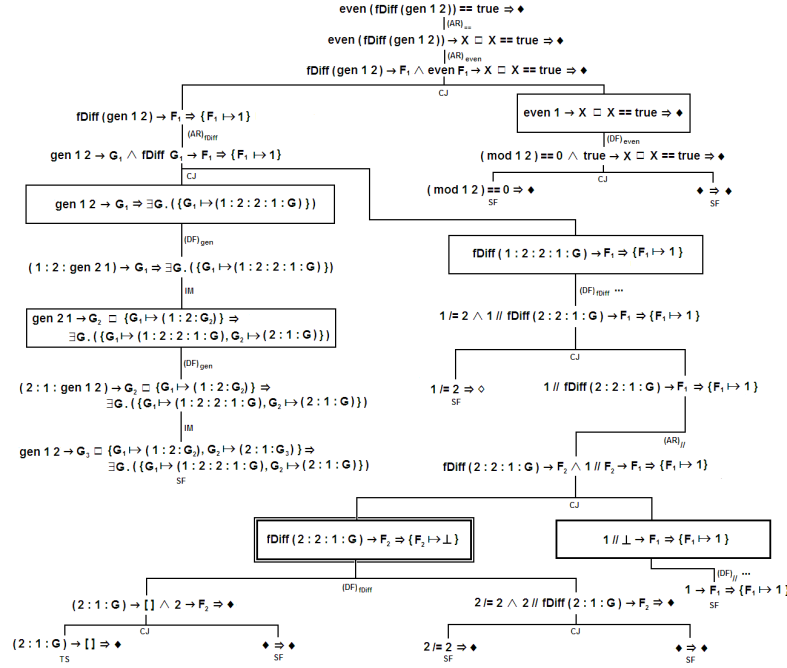 even (fDiff (gen 1 2)) == true ⇒ ♦
(AR)==
even (fDiff (gen 1 2)) → X □ X == true ⇒ ♦
(AR)even
fDiff (gen 1 2) → F₁ ∧ even F₁ → X □ X == true ⇒ ♦
CJ
fDiff (gen 1 2) → F₁ ⇒ {F₁ ↦ 1}
even 1 → X □ X == true ⇒ ♦
(AR)fDiff
(DF)even
gen 1 2 → G₁ ∧ fDiff G₁ → F₁ ⇒ {F₁ ↦ 1}
(mod 1 2) == 0 ∧ true → X □ X == true ⇒ ♦
CJ
CJ
(mod 1 2) == 0 ⇒ ♦
♦ ⇒ ♦
SF
SF
gen 1 2 → G₁ ⇒ ∃G. ({G₁ ↦ (1 : 2 : 2 : 1 : G)})
(DF)gen
fDiff (1 : 2 : 2 : 1 : G) → F₁ ⇒ {F₁ ↦ 1}
(1 : 2 : gen 2 1) → G₁ ⇒ ∃G. ({G₁ ↦ (1 : 2 : 2 : 1 : G)})
(DF)fDiff ...
IM
gen 2 1 → G₂ □ {G₁ ↦ (1 : 2 : G₂)} ⇒
∃G. ({G₁ ↦ (1 : 2 : 2 : 1 : G), G₂ ↦ (2 : 1 : G)})
1 /= 2 ∧ 1 // fDiff (2 : 2 : 1 : G) → F₁ ⇒ {F₁ ↦ 1}
CJ
(DF)gen
(2 : 1 : gen 1 2) → G₂ □ {G₁ ↦ (1 : 2 : G₂)} ⇒
∃G. ({G₁ ↦ (1 : 2 : 2 : 1 : G), G₂ ↦ (2 : 1 : G)})
1 /= 2 ⇒ ◊
SF
1 // fDiff (2 : 2 : 1 : G) → F₁ ⇒ {F₁ ↦ 1}
IM
(AR)//
gen 1 2 → G₃ □ {G₁ ↦ (1 : 2 : G₂), G₂ ↦ (2 : 1 : G₃)} ⇒
∃G. ({G₁ ↦ (1 : 2 : 2 : 1 : G), G₂ ↦ (2 : 1 : G)})
SF
fDiff (2 : 2 : 1 : G) → F₂ ∧ 1 // F₂ → F₁ ⇒ {F₁ ↦ 1}
CJ
fDiff (2 : 2 : 1 : G) → F₂ ⇒ {F₂ ↦ ⊥}
1 // ⊥ → F₁ ⇒ {F₁ ↦ 1}
(DF)fDiff
(DF)// ...
1 → F₁ ⇒ {F₁ ↦ 1}
SF
(2 : 1 : G) → [ ] ∧ 2 → F₂ ⇒ ♦
2 /= 2 ∧ 2 // fDiff (2 : 1 : G) → F₂ ⇒ ♦
CJ
CJ
(2 : 1 : G) → [ ] ⇒ ♦
♦ ⇒ ♦
2 /= 2 ⇒ ♦
♦ ⇒ ♦
TS
SF
SF
SF